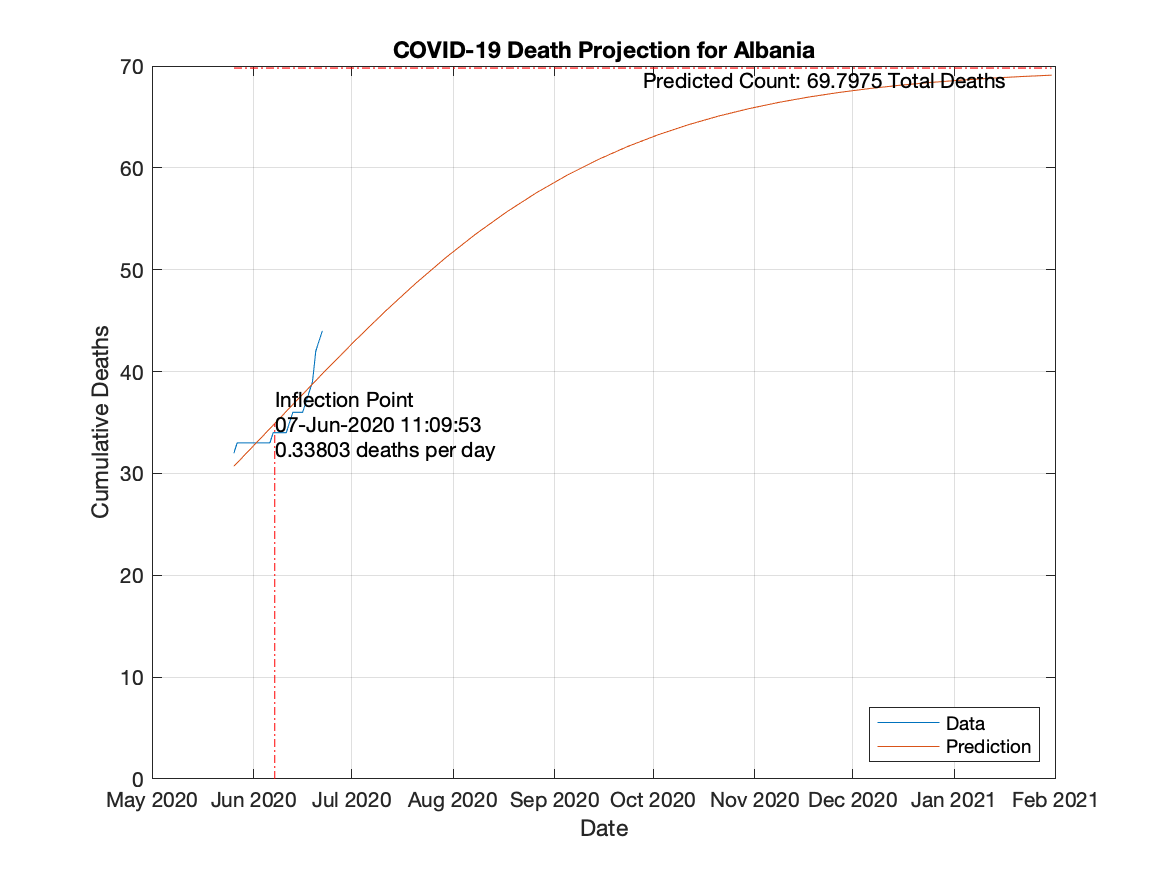 COVID-19 Death Projection for Albania
70
Predicted Count: 69.7975 Total Deaths
60
50
40
Inflection Point
07-Jun-2020 11:09:53
0.33803 deaths per day
30
20
10
0
Cumulative Deaths
Data
Prediction
May 2020 Jun 2020 Jul 2020 Aug 2020 Sep 2020 Oct 2020 Nov 2020 Dec 2020 Jan 2021 Feb 2021
Date